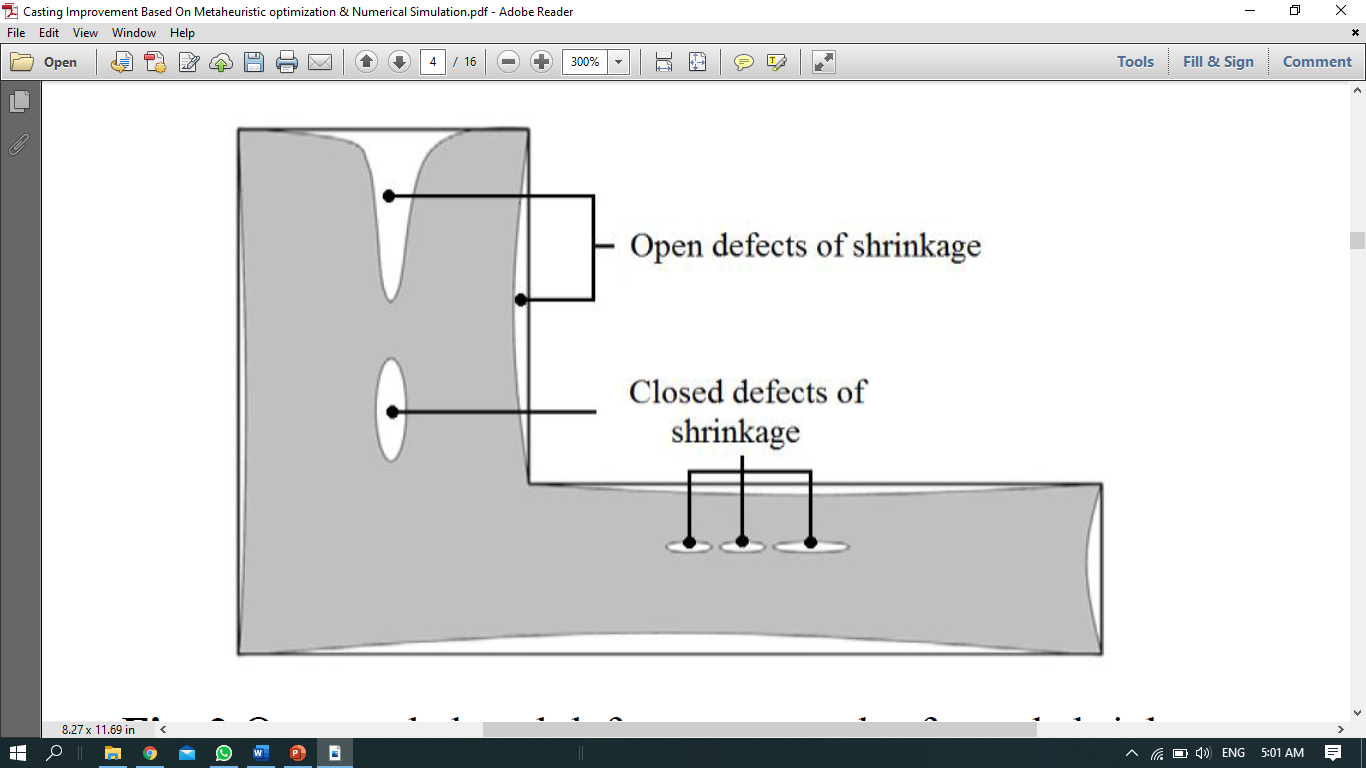 Casting Improvement Based On Metaheuristic optimization & Numerical Simulation.pdf - Adobe Reader
File Edit View Window Help
Open 4 / 16 300% Tools Fill & Sign Comment
Open defects of shrinkage
Closed defects of
shrinkage
8.27 x 11.69 in
ENG 5:01 AM